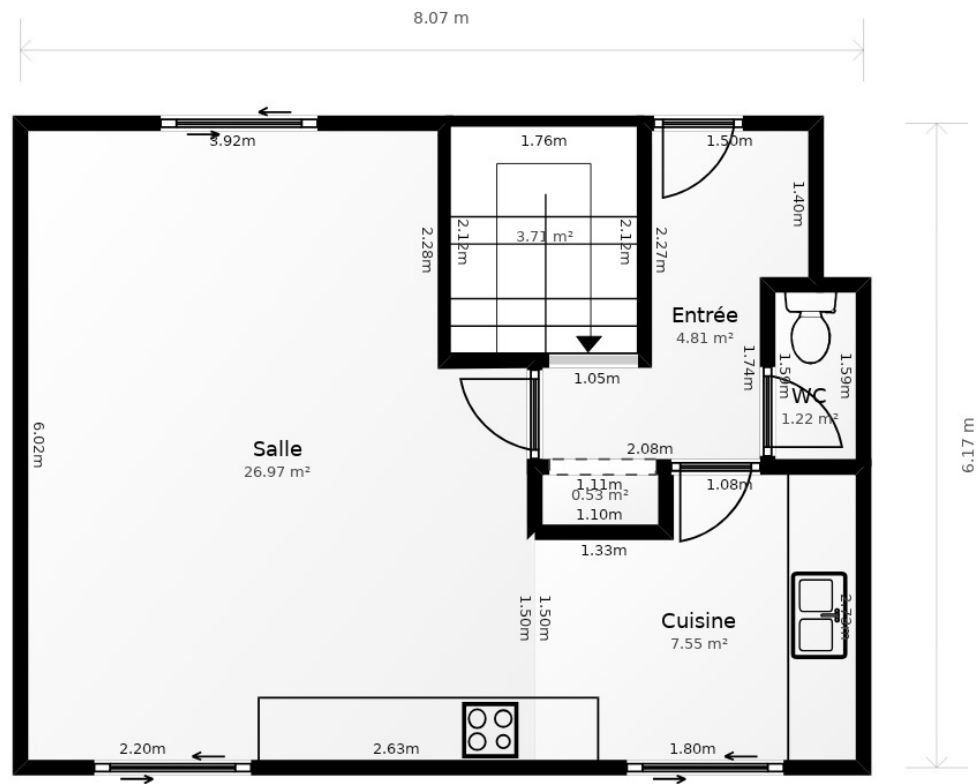 8.07 m
3.92m
1.76m
1.50m
1.40m
2.28m
2.12m
3.71 m²
2.12m
2.27m
Entrée
4.81 m²
1.05m
1.74m
1.59m
1.59m
WC
1.22 m²
6.02m
Salle
26.97 m²
2.08m
6.17 m
1.11m
0.53 m²
1.10m
1.08m
1.33m
1.50m
1.50m
Cuisine
7.55 m²
2.20m
2.63m
1.80m